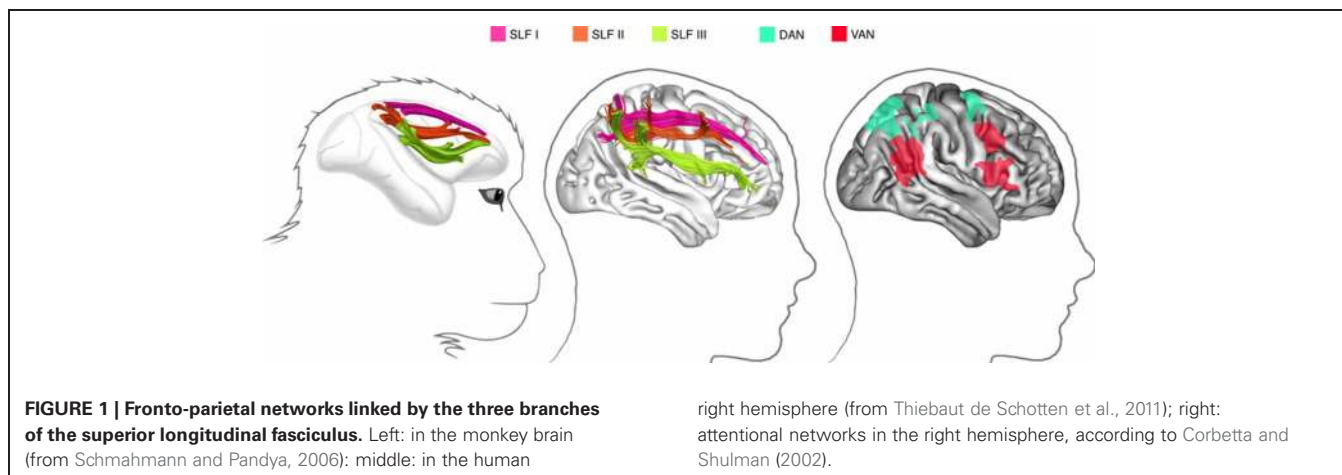 SLF I SLF II SLF III DAN VAN
FIGURE 1 | Fronto-parietal networks linked by the three branches
of the superior longitudinal fasciculus. Left: in the monkey brain
(from Schmahmann and Pandya, 2006): middle: in the human
right hemisphere (from Thiebaut de Schotten et al., 2011); right:
attentional networks in the right hemisphere, according to Corbetta and
Shulman (2002).